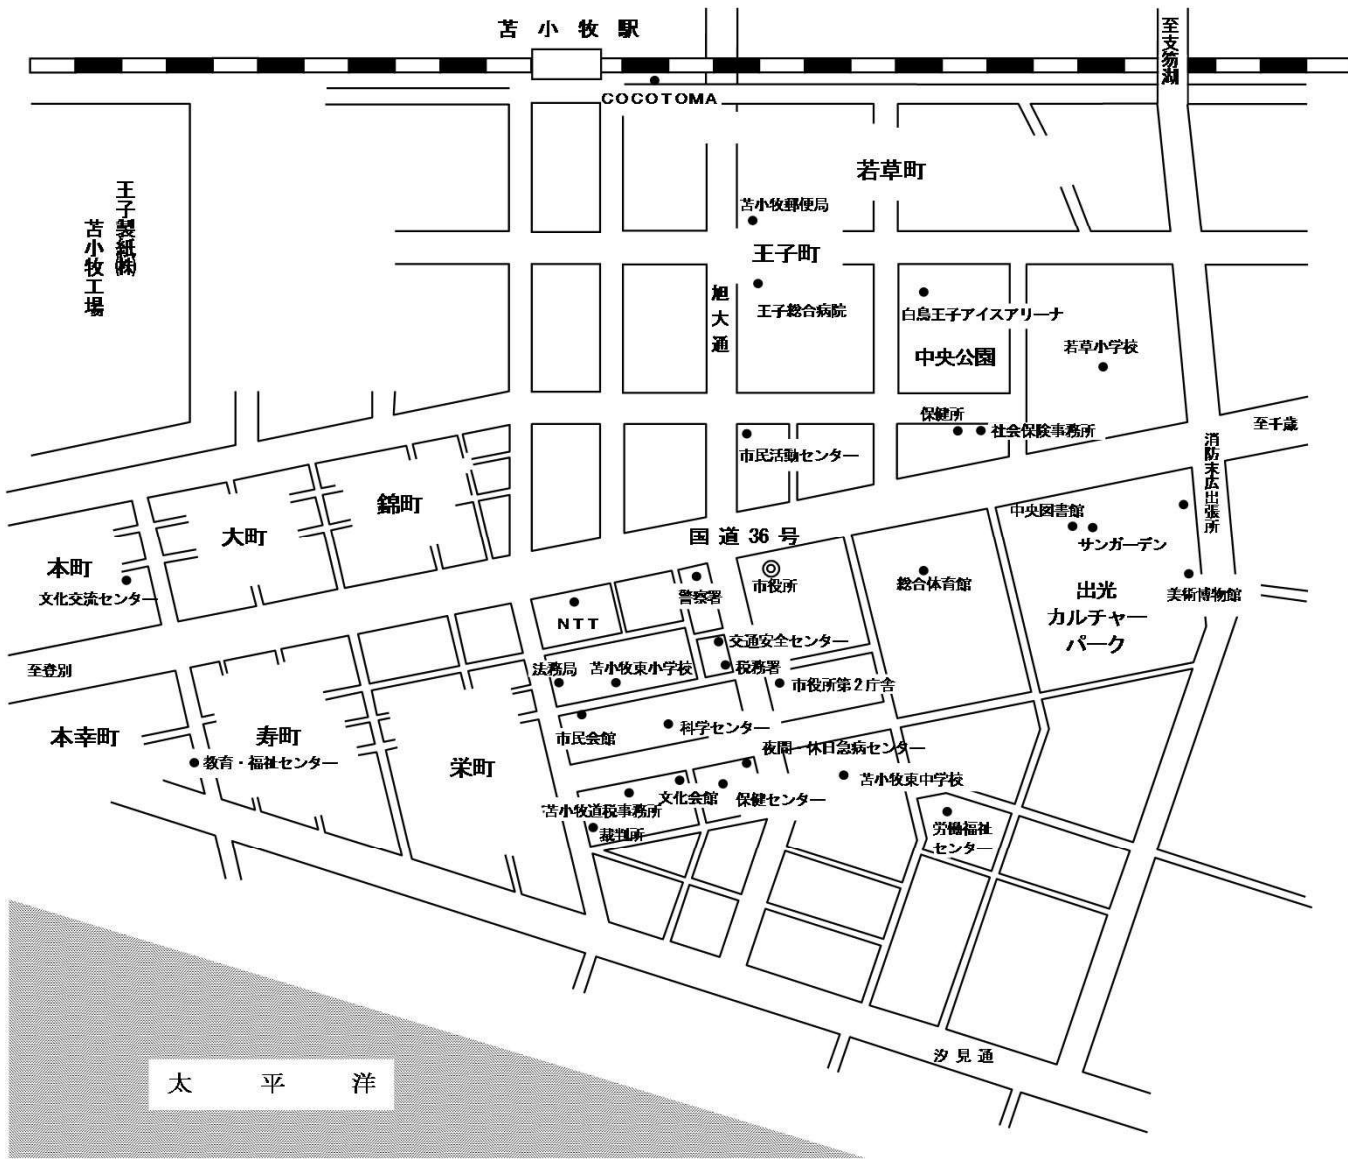 苫小牧駅
至支笏湖
COCOTOMA
若草町
王子製紙㈱
苫小牧工場
苫小牧郵便局
王子町
旭大通
王子総合病院
白鳥王子アイスアリーナ
中央公園
若草小学校
保健所
社会保険事務所
至千歳
市民活動センター
消防末広出張所
錦町
大町
国道36号
中央図書館
サンガーデン
本町
文化交流センター
市役所
総合体育館
警察署
出光
カルチャー
パーク
美術博物館
NTT
交通安全センター
至登別
法務局
苫小牧東小学校
税務署
市役所第2庁舎
本幸町
寿町
市民会館
科学センター
教育・福祉センター
栄町
夜間・休日急病センター
苫小牧東中学校
文化会館
保健センター
苫小牧道税事務所
裁判所
労働福祉
センター
汐見通
太平洋